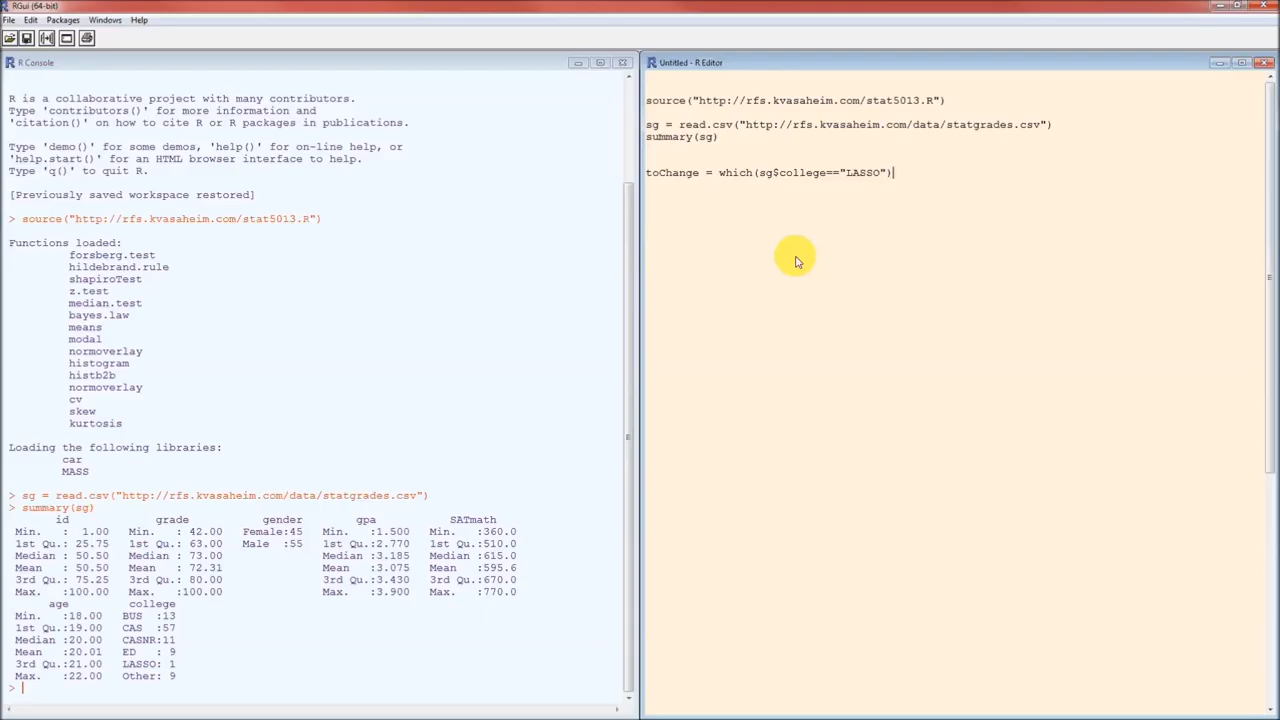 RGui (64-bit)
File Edit Packages Windows Help
R Console
R is a collaborative project with many contributors.
Type 'contributors()' for more information and
'citation()' on how to cite R or R packages in publications.
Type 'demo()' for some demos, 'help()' for on-line help, or
'help.start()' for an HTML browser interface to help.
Type 'q()' to quit R.
[Previously saved workspace restored]
> source("http://rfs.kvasaheim.com/stat5013.R")
Functions loaded:
forsberg.test
hildebrand.rule
shapiroTest
z.test
median.test
bayes.law
means
modal
normoverlay
histogram
histb2b
normoverlay
cv
skew
kurtosis
Loading the following libraries:
car
MASS
> sg = read.csv("http://rfs.kvasaheim.com/data/statgrades.csv")
> summary(sg)
id grade gender gpa SATmath
Min. : 1.00 Min. : 42.00 Female:45 Min. :1.500 Min. :360.0
1st Qu.: 25.75 1st Qu.: 63.00 Male :55 1st Qu.:2.770 1st Qu.:510.0
Median : 50.50 Median : 73.00 Median :3.185 Median :615.0
Mean : 50.50 Mean : 72.31 Mean :3.075 Mean :595.6
3rd Qu.: 75.25 3rd Qu.: 80.00 3rd Qu.:3.430 3rd Qu.:670.0
Max. :100.00 Max. :100.00 Max. :3.900 Max. :770.0
age college
Min. :18.00 BUS :13
1st Qu.:19.00 CAS :57
Median :20.00 CASNR:11
Mean :20.01 ED : 9
3rd Qu.:21.00 LASSO: 1
Max. :22.00 Other: 9
>
Untitled - R Editor
source("http://rfs.kvasaheim.com/stat5013.R")
sg = read.csv("http://rfs.kvasaheim.com/data/statgrades.csv")
summary(sg)
toChange = which(sg$college=="LASSO")